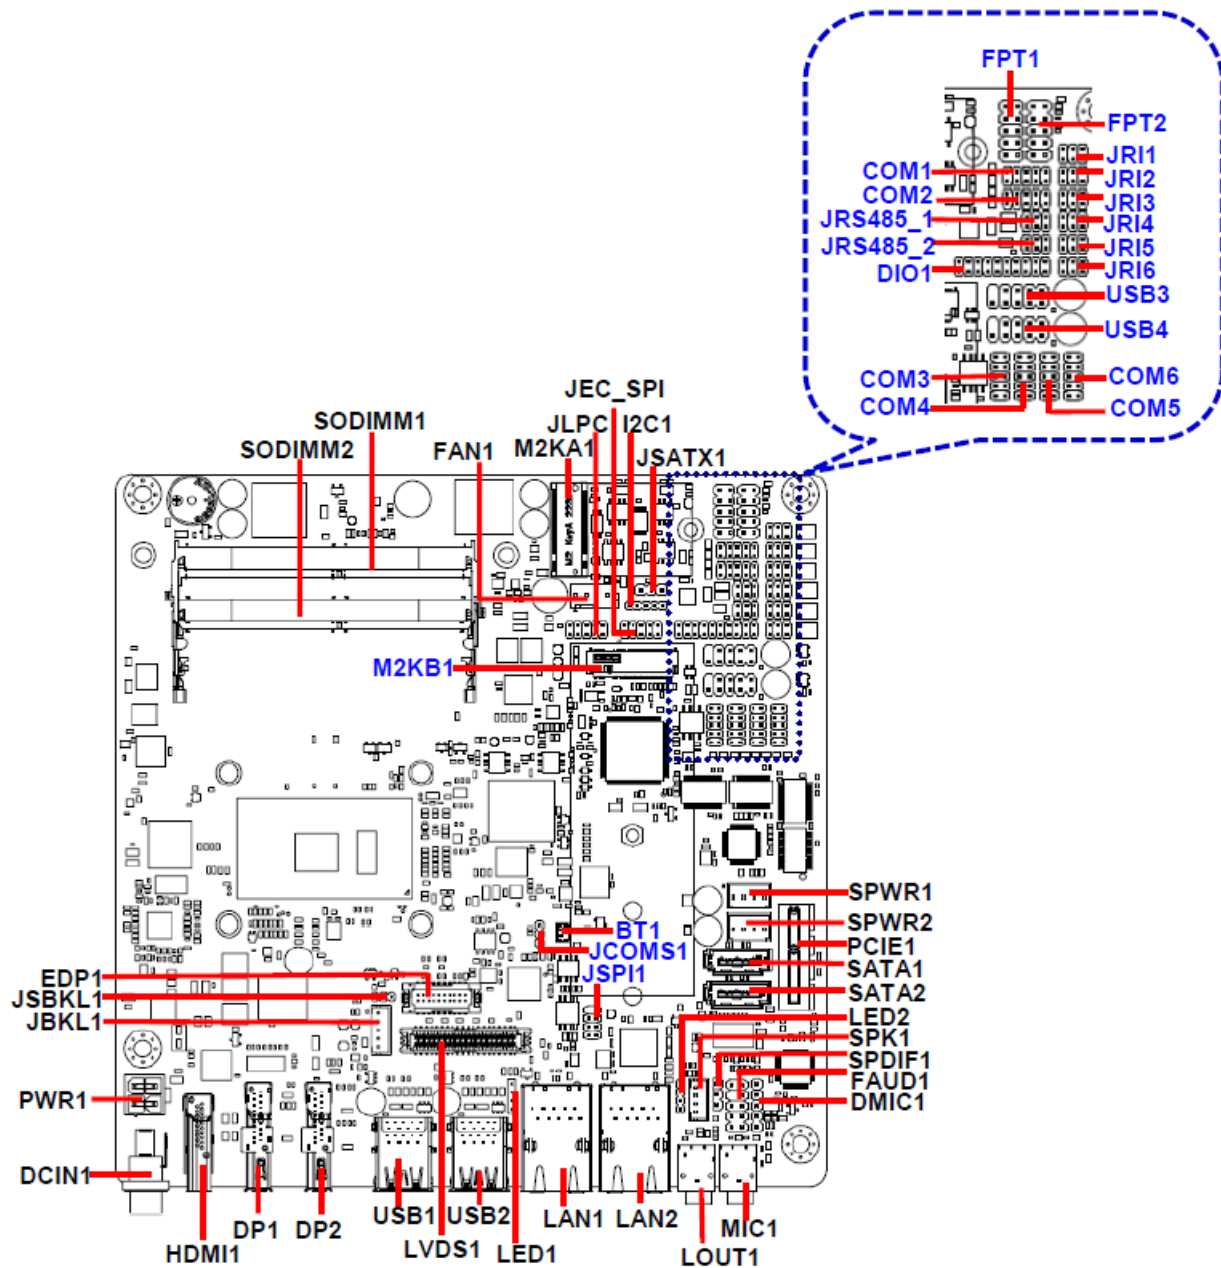 FPT1
FPT2
JRI1
COM1
JRI2
COM2
JRI3
JRS485_1
JRI4
JRS485_2
JRI5
DIO1
JRI6
USB3
USB4
COM3
COM6
COM4
COM5
JEC_SPI
SODIMM1
JLPC
I2C1
SODIMM2
FAN1
M2KA1
JSATX1
M2 KeyA 2230
M2KB1
SPWR1
SPWR2
BT1
PCIE1
JCOMS1
SATA1
JSPI1
EDP1
SATA2
JSBKL1
LED2
JBKL1
SPK1
SPDIF1
FAUD1
PWR1
DMIC1
DCIN1
USB1
USB2
LAN1
LAN2
DP1
DP2
MIC1
HDMI1
LVDS1
LED1
LOUT1